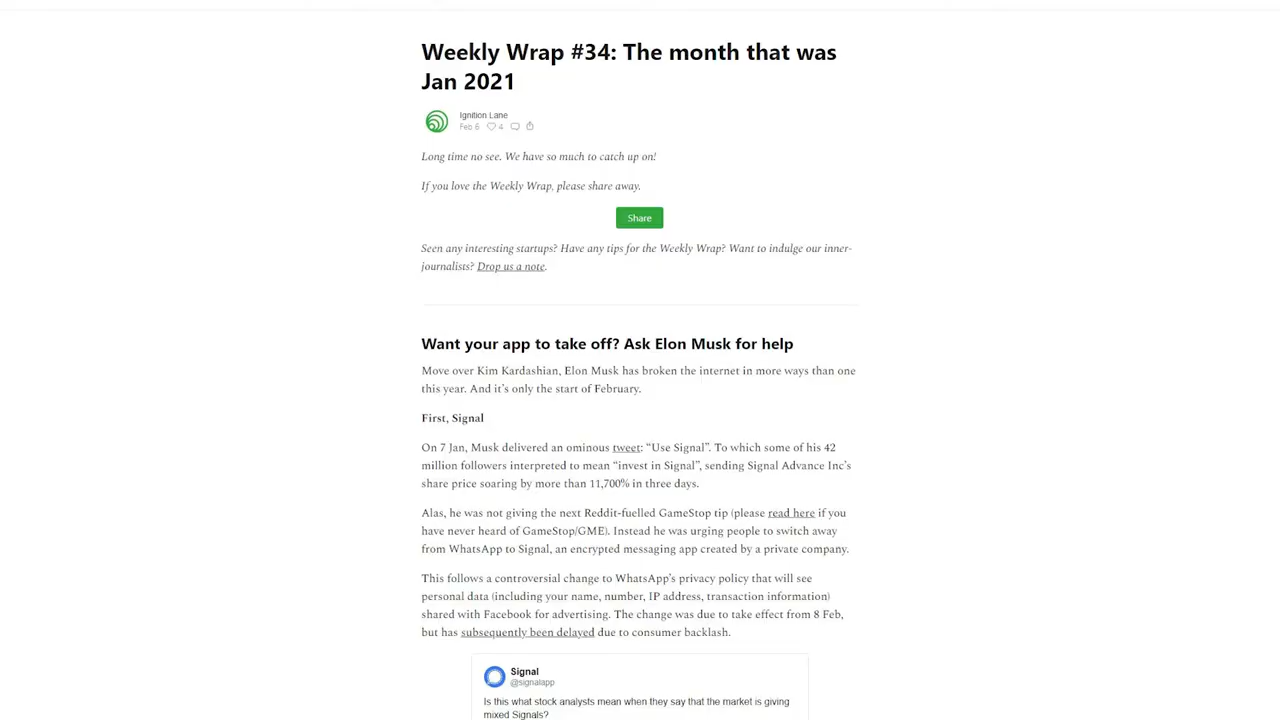 Weekly Wrap #34: The month that was
Jan 2021
Ignition Lane
Feb 6 4
Long time no see. We have so much to catch up on!
If you love the Weekly Wrap, please share away.
Share
Seen any interesting startups? Have any tips for the Weekly Wrap? Want to indulge our inner-
journalists? Drop us a note.
Want your app to take off? Ask Elon Musk for help
Move over Kim Kardashian, Elon Musk has broken the internet in more ways than one
this year. And it's only the start of February.
First, Signal
On 7 Jan, Musk delivered an ominous tweet: “Use Signal”. To which some of his 42
million followers interpreted to mean “invest in Signal”, sending Signal Advance Inc's
share price soaring by more than 11,700% in three days.
Alas, he was not giving the next Reddit-fuelled GameStop tip (please read here if you
have never heard of GameStop/GME). Instead he was urging people to switch away
from WhatsApp to Signal, an encrypted messaging app created by a private company.
This follows a controversial change to WhatsApp's privacy policy that will see
personal data (including your name, number, IP address, transaction information)
shared with Facebook for advertising. The change was due to take effect from 8 Feb,
but has subsequently been delayed due to consumer backlash.
Signal
@signalapp
Is this what stock analysts mean when they say that the market is giving
mixed Signals?